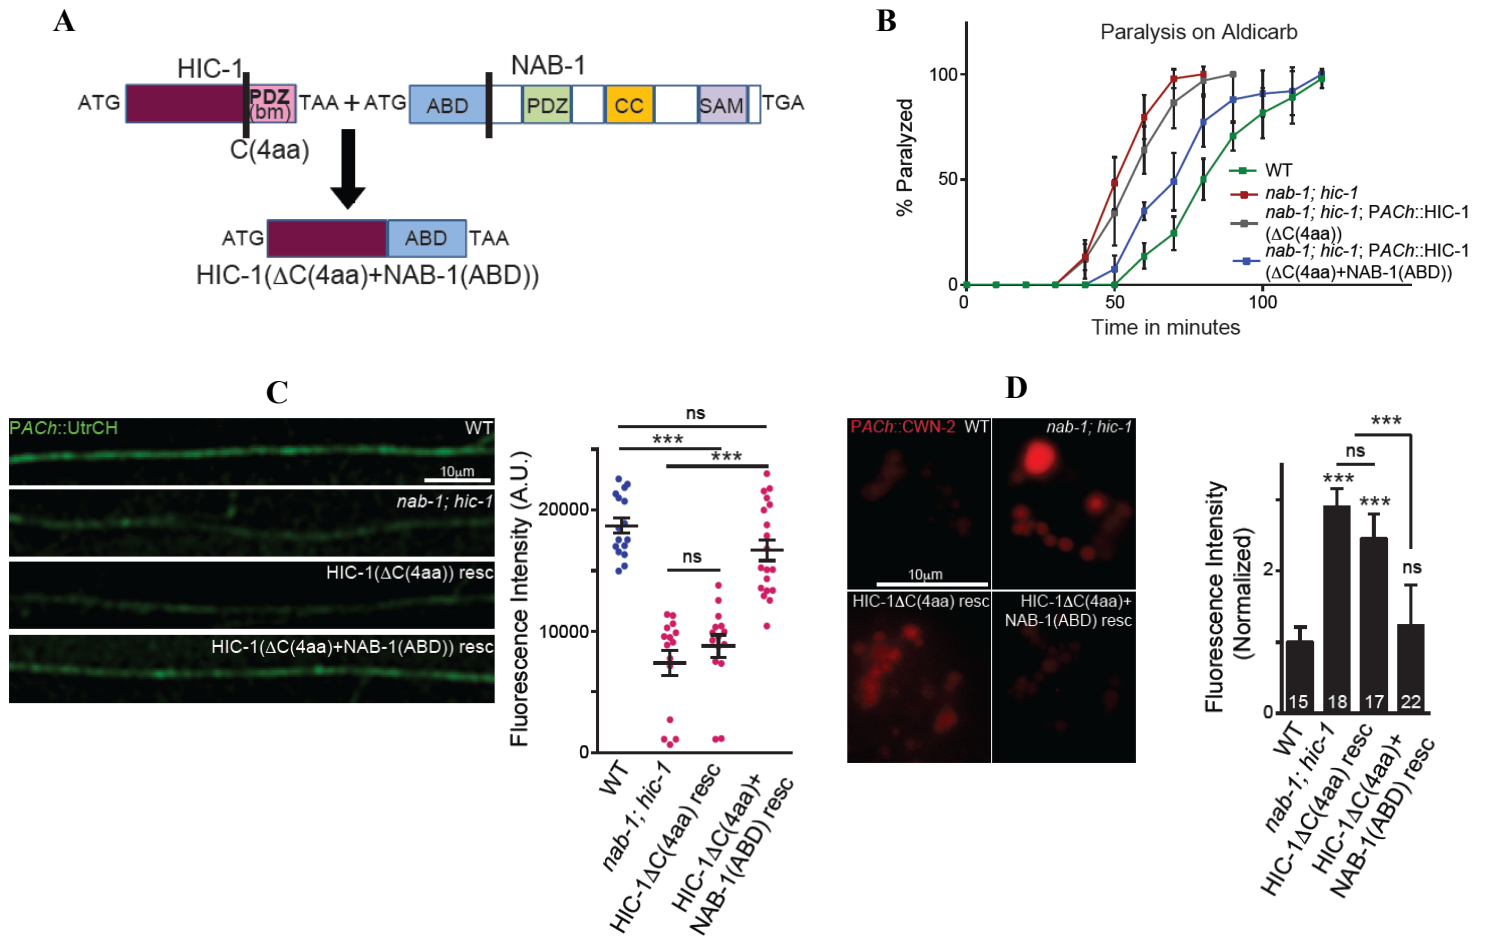 A
HIC-1
NAB-1
ATG
PDZ
(bm)
TAA + ATG
ABD
PDZ
CC
SAM
TGA
C(4aa)
ATG
ABD
TAA
HIC-1(ΔC(4aa)+NAB-1(ABD))
B
Paralysis on Aldicarb
% Paralyzed
100
50
0
0
50
100
Time in minutes
WT
nab-1; hic-1
nab-1; hic-1; PACh::HIC-1
(ΔC(4aa))
nab-1; hic-1; PACh::HIC-1
(ΔC(4aa)+NAB-1(ABD))
C
PACh::UtrCH
WT
10µm
nab-1; hic-1
HIC-1(ΔC(4aa)) resc
HIC-1(ΔC(4aa)+NAB-1(ABD)) resc
Fluorescence Intensity (A.U.)
20000
10000
0
ns
***
***
ns
WT
nab-1; hic-1
HIC-1ΔC(4aa) resc
HIC-1ΔC(4aa)+
NAB-1(ABD) resc
D
PACh::CWN-2
WT
nab-1; hic-1
10µm
HIC-1ΔC(4aa) resc
HIC-1ΔC(4aa)+
NAB-1(ABD) resc
Fluorescence Intensity
(Normalized)
2
0
***
ns
***
***
ns
15
18
17
22
WT
nab-1; hic-1
HIC-1ΔC(4aa) resc
HIC-1ΔC(4aa)+
NAB-1(ABD) resc